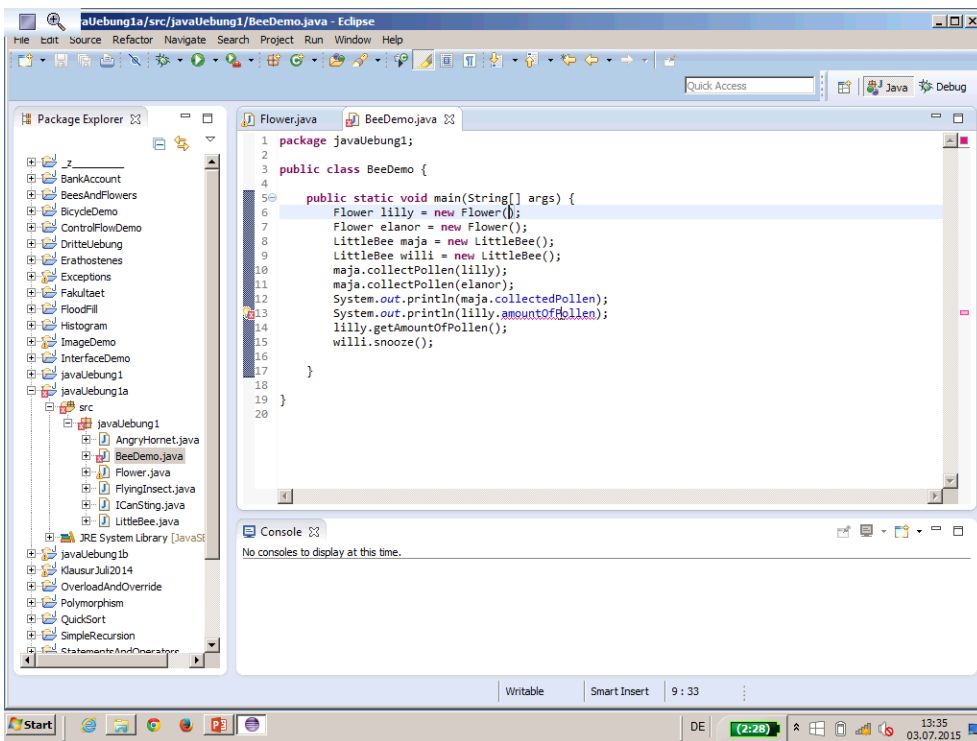 aUebung1a/src/javaUebung1/BeeDemo.java - Eclipse
File Edit Source Refactor Navigate Search Project Run Window Help
Quick Access
Java
Debug
Package Explorer
_z_________
BankAccount
BeesAndFlowers
BicycleDemo
ControlFlowDemo
DritteUebung
Erathostenes
Exceptions
Fakultaet
FloodFill
Histogram
ImageDemo
InterfaceDemo
javaUebung1
javaUebung1a
src
javaUebung1
AngryHornet.java
BeeDemo.java
Flower.java
FlyingInsect.java
ICanSting.java
LittleBee.java
JRE System Library [JavaSE
javaUebung1b
KlausurJuli2014
OverloadAndOverride
Polymorphism
QuickSort
SimpleRecursion
StatementsAndOperators
Flower.java
BeeDemo.java
1 package javaUebung1;
2
3 public class BeeDemo {
4
5 public static void main(String[] args) {
6 Flower lilly = new Flower();
7 Flower elanor = new Flower();
8 LittleBee maja = new LittleBee();
9 LittleBee willi = new LittleBee();
10 maja.collectPollen(lilly);
11 maja.collectPollen(elanor);
12 System.out.println(maja.collectedPollen);
13 System.out.println(lilly.amountOfPollen);
14 lilly.getAmountOfPollen();
15 willi.snooze();
16
17 }
18
19 }
20
Console
No consoles to display at this time.
Writable
Smart Insert
9 : 33
Start
DE
(2:28)
13:35
03.07.2015